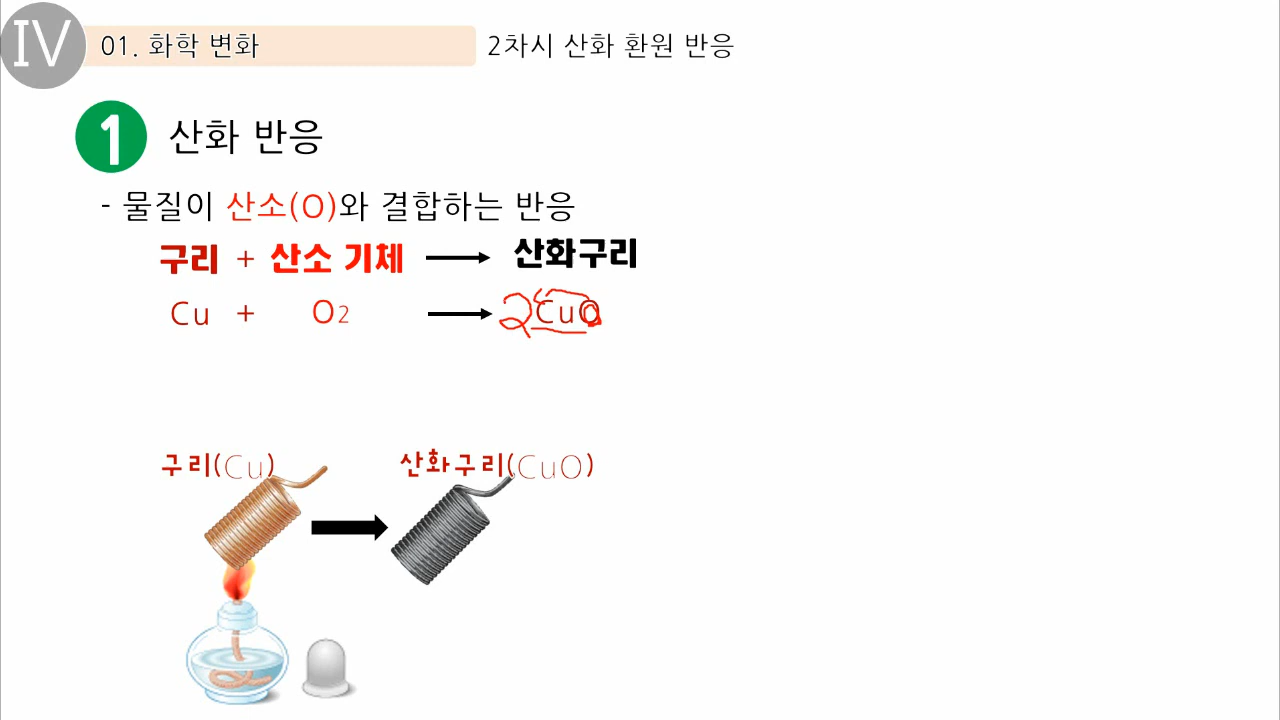 IV 01. 화학 변화 2차시 산화 환원 반응
1 산화 반응
- 물질이 산소(O)와 결합하는 반응
구리 + 산소 기체 → 산화구리
Cu + O2 → 2CuO
구리(Cu) 산화구리(CuO)